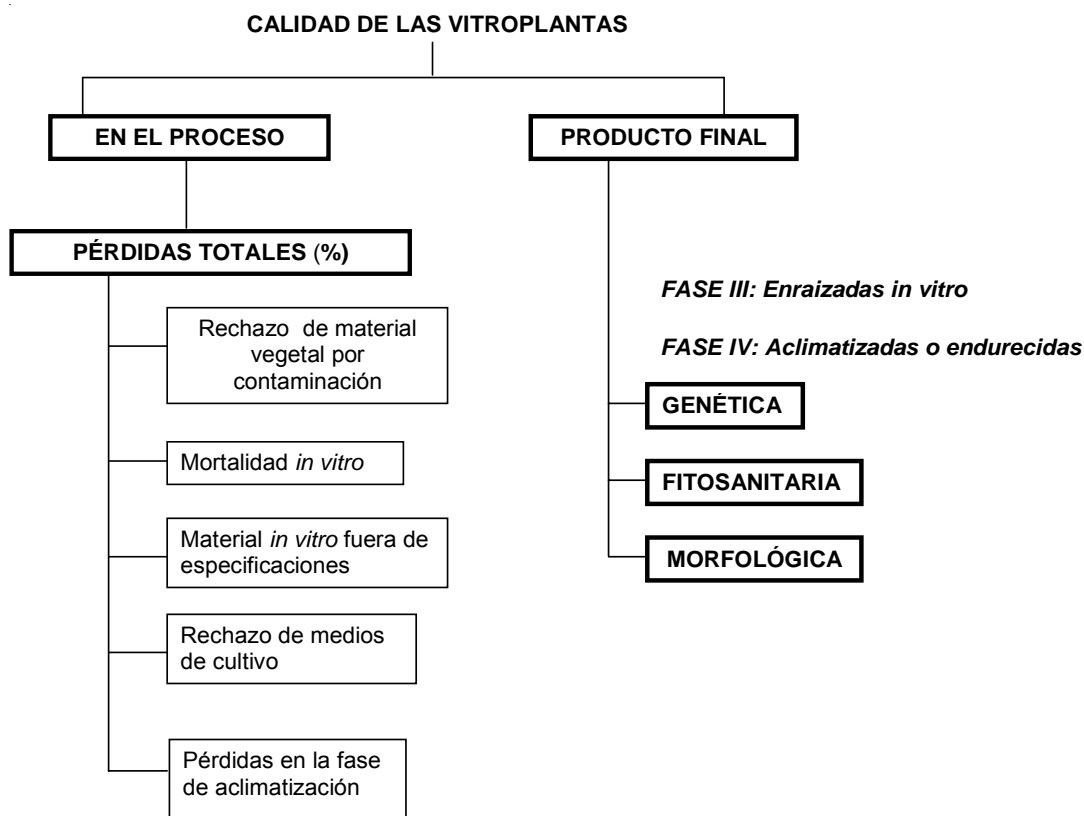 CALIDAD DE LAS VITROPLANTAS
EN EL PROCESO
PRODUCTO FINAL
PÉRDIDAS TOTALES (%)
Rechazo de material
vegetal por
contaminación
Mortalidad in vitro
Material in vitro fuera de
especificaciones
Rechazo de medios
de cultivo
Pérdidas en la fase
de aclimatización
FASE III: Enraizadas in vitro
FASE IV: Aclimatizadas o endurecidas
GENÉTICA
FITOSANITARIA
MORFOLÓGICA